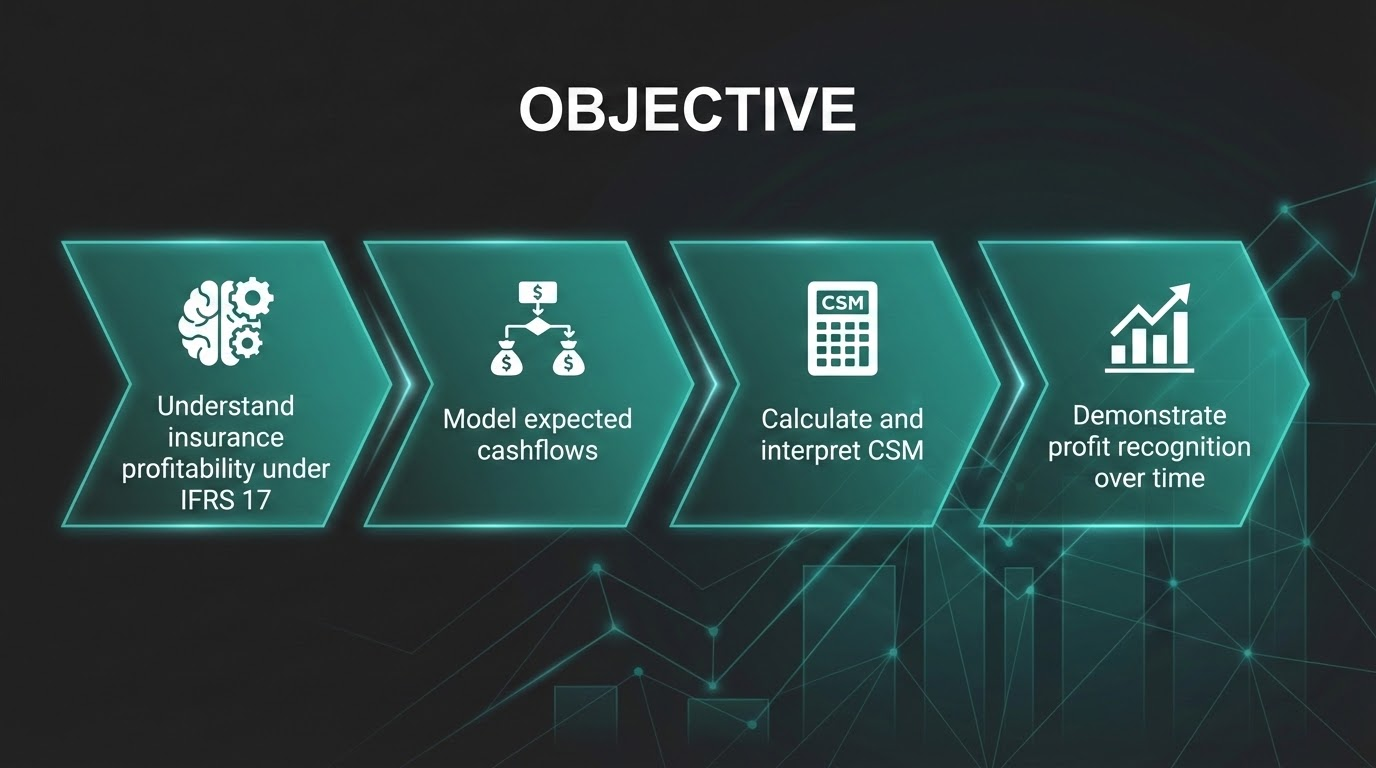 OBJECTIVE
Understand
insurance
profitability under
IFRS 17
$
$
$
Model expected
cashflows
CSM
Calculate and
interpret CSM
Demonstrate
profit recognition
over time